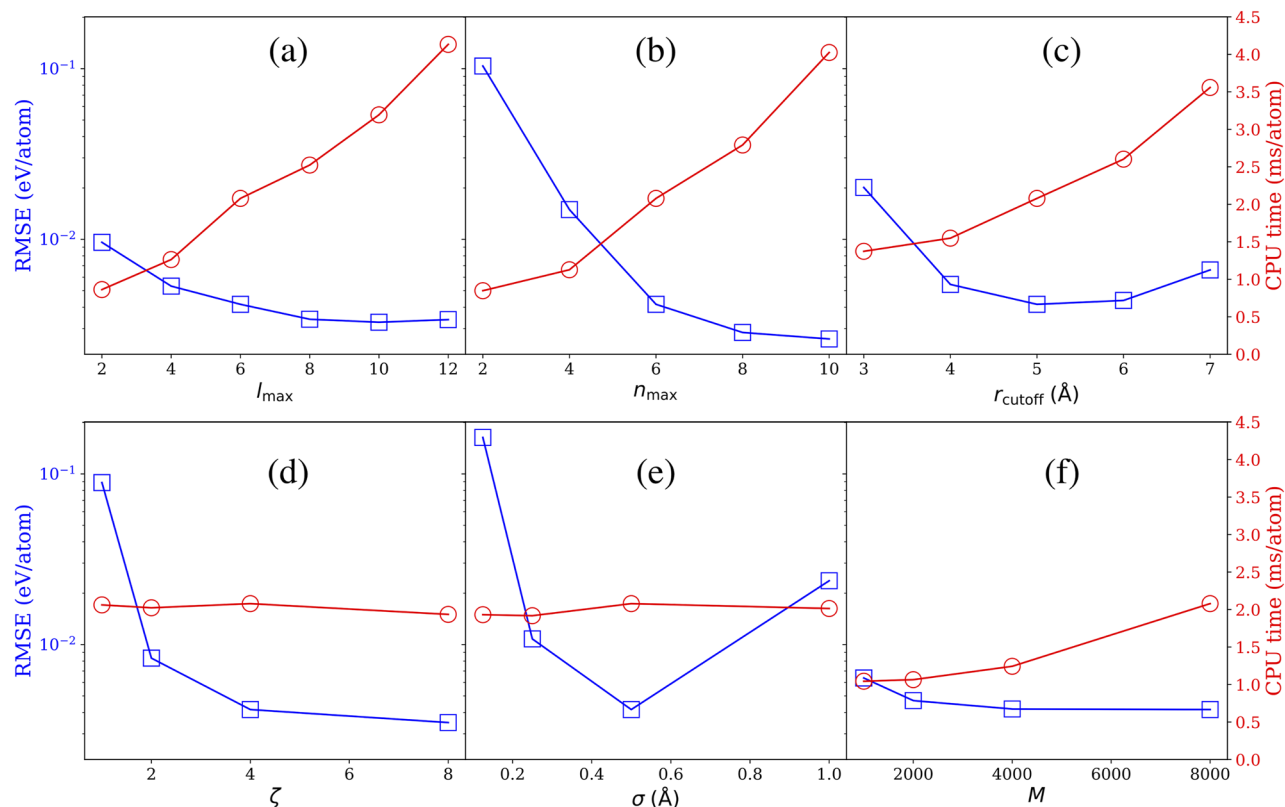 (a) (b) (c)
RMSE (eV/atom)
10⁻¹
10⁻²
4.5
4.0
3.5
3.0
2.5
2.0
1.5
1.0
0.5
0.0
CPU time (ms/atom)
2 4 6 8 10 12
2 4 6 8 10
3 4 5 6 7
l_max
n_max
r_cutoff (Å)
(d) (e) (f)
RMSE (eV/atom)
10⁻¹
10⁻²
4.5
4.0
3.5
3.0
2.5
2.0
1.5
1.0
0.5
0.0
CPU time (ms/atom)
2 4 6 8
0.2 0.4 0.6 0.8 1.0
2000 4000 6000 8000
ζ
σ (Å)
M